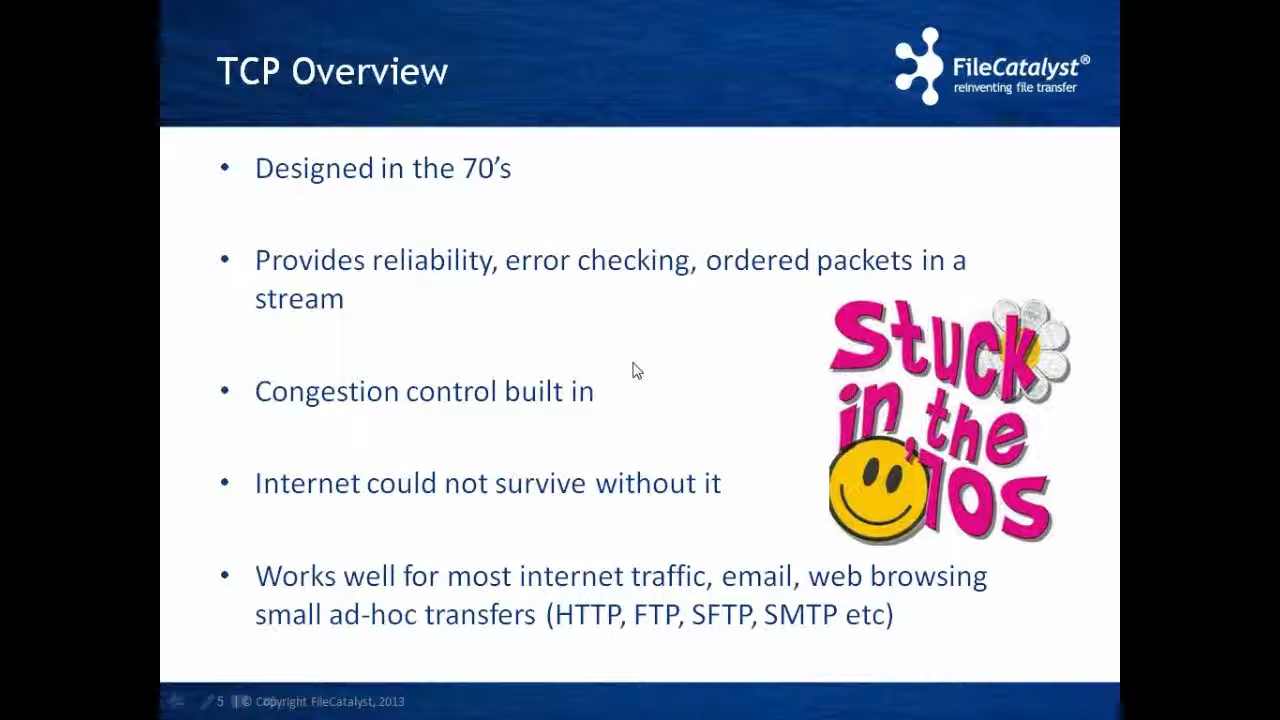 TCP Overview
FileCatalyst®
reinventing file transfer
• Designed in the 70’s
• Provides reliability, error checking, ordered packets in a
stream
• Congestion control built in
• Internet could not survive without it
• Works well for most internet traffic, email, web browsing
small ad-hoc transfers (HTTP, FTP, SFTP, SMTP etc)
Stuck
in the
'70s
5 | © Copyright FileCatalyst, 2013